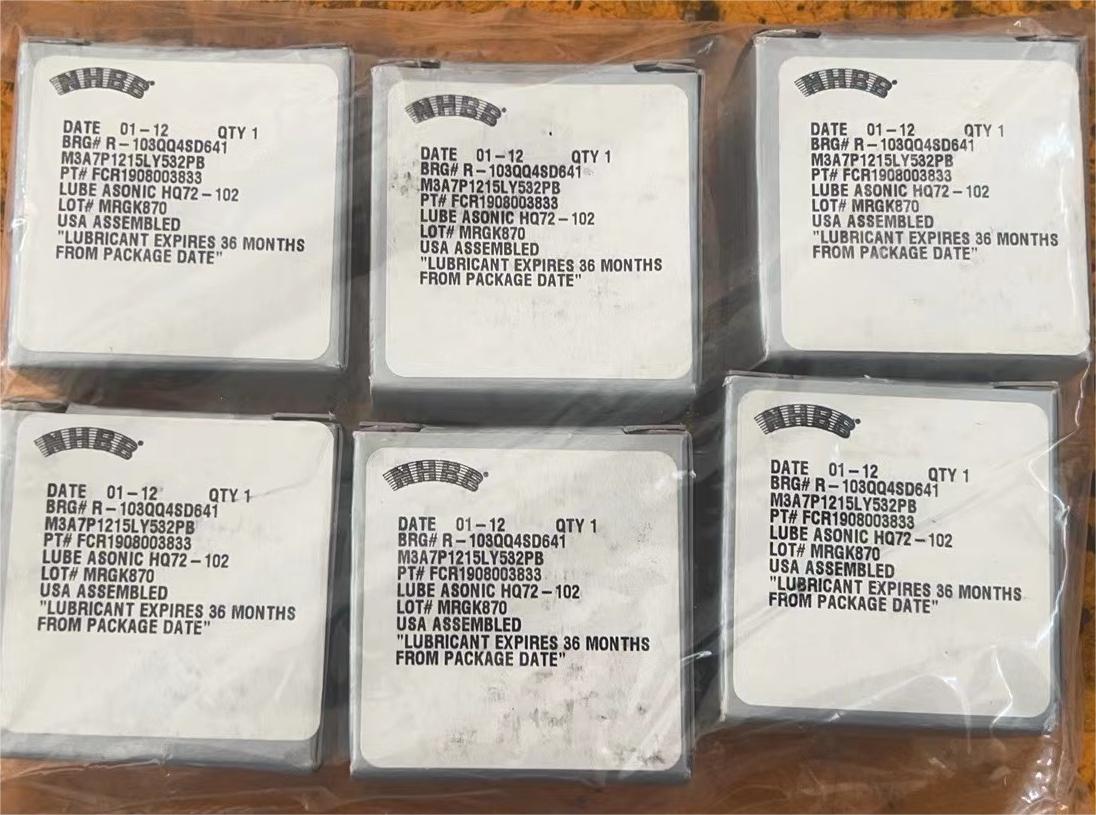 NHBB
DATE 01-12 QTY 1
BRG# R-103QQ4SD641
M3A7P1215LY532PB
PT# FCR1908003833
LUBE ASONIC HQ72-102
LOT# MRGK870
USA ASSEMBLED
"LUBRICANT EXPIRES 36 MONTHS
FROM PACKAGE DATE"
NHBB
DATE 01-12 QTY 1
BRG# R-103QQ4SD641
M3A7P1215LY532PB
PT# FCR1908003833
LUBE ASONIC HQ72-102
LOT# MRGK870
USA ASSEMBLED
"LUBRICANT EXPIRES 36 MONTHS
FROM PACKAGE DATE"
NHBB
DATE 01-12 QTY 1
BRG# R-103QQ4SD641
M3A7P1215LY532PB
PT# FCR1908003833
LUBE ASONIC HQ72-102
LOT# MRGK870
USA ASSEMBLED
"LUBRICANT EXPIRES 36 MONTHS
FROM PACKAGE DATE"
NHBB
DATE 01-12 QTY 1
BRG# R-103QQ4SD641
M3A7P1215LY532PB
PT# FCR1908003833
LUBE ASONIC HQ72-102
LOT# MRGK870
USA ASSEMBLED
"LUBRICANT EXPIRES 36 MONTHS
FROM PACKAGE DATE"
NHBB
DATE 01-12 QTY 1
BRG# R-103QQ4SD641
M3A7P1215LY532PB
PT# FCR1908003833
LUBE ASONIC HQ72-102
LOT# MRGK870
USA ASSEMBLED
"LUBRICANT EXPIRES 36 MONTHS
FROM PACKAGE DATE"
NHBB
DATE 01-12 QTY 1
BRG# R-103QQ4SD641
M3A7P1215LY532PB
PT# FCR1908003833
LUBE ASONIC HQ72-102
LOT# MRGK870
USA ASSEMBLED
"LUBRICANT EXPIRES 36 MONTHS
FROM PACKAGE DATE"